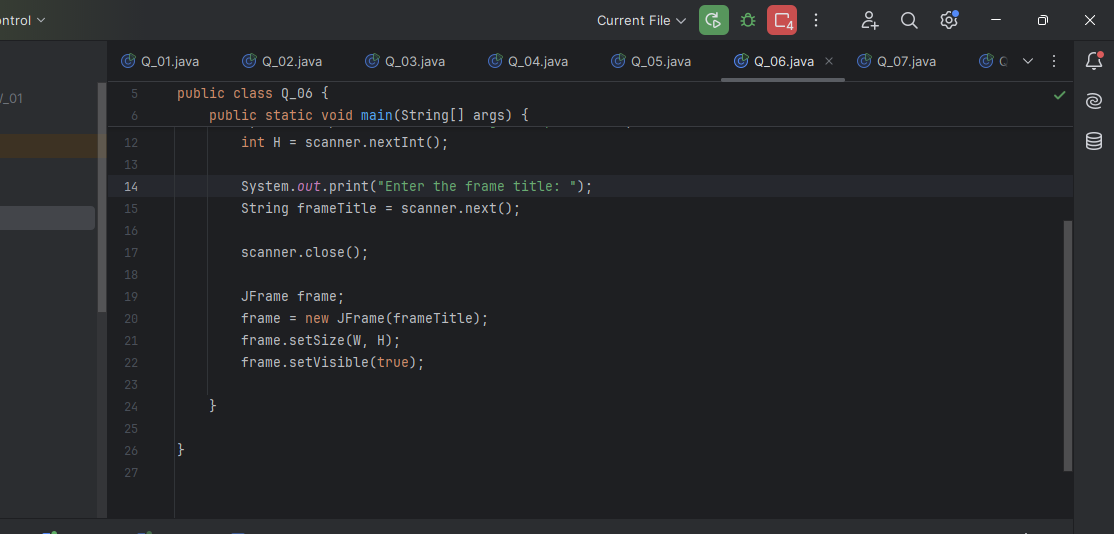 ontrol
Current File
4
Q_01.java Q_02.java Q_03.java Q_04.java Q_05.java Q_06.java Q_07.java
/_01
5 public class Q_06 {
6 public static void main(String[] args) {
12 int H = scanner.nextInt();
13
14 System.out.print("Enter the frame title: ");
15 String frameTitle = scanner.next();
16
17 scanner.close();
18
19 JFrame frame;
20 frame = new JFrame(frameTitle);
21 frame.setSize(W, H);
22 frame.setVisible(true);
23
24 }
25
26 }
27